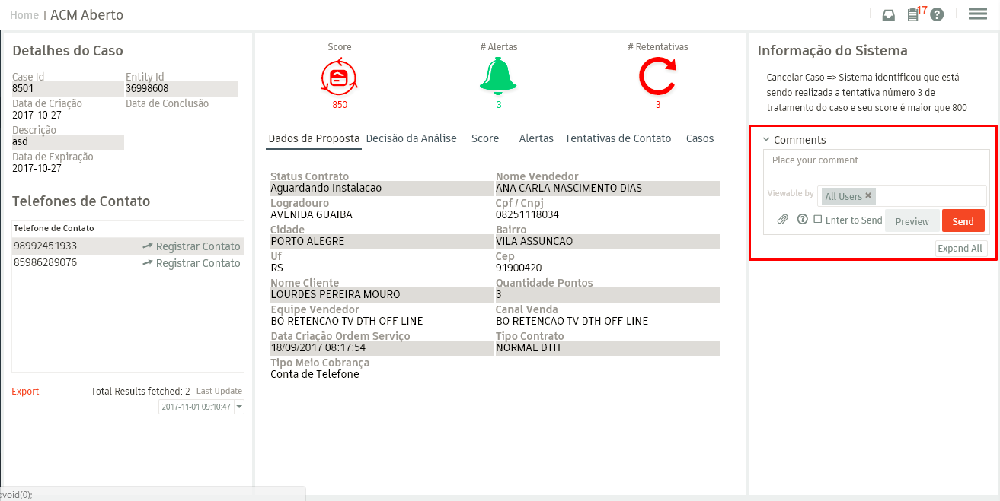 Home | ACM Aberto
17
Detalhes do Caso
Case Id Entity Id
8501 36998608
Data de Criação Data de Conclusão
2017-10-27
Descrição
asd
Data de Expiração
2017-10-27
Telefones de Contato
Telefone de Contato
98992451933 Registrar Contato
85986289076 Registrar Contato
Export Total Results fetched: 2 Last Update
2017-11-01 09:10:47
Score # Alertas # Retentativas
850 3 3
Dados da Proposta Decisão da Análise Score Alertas Tentativas de Contato Casos
Status Contrato Nome Vendedor
Aguardando Instalacao ANA CARLA NASCIMENTO DIAS
Logradouro Cpf / Cnpj
AVENIDA GUAIBA 08251118034
Cidade Bairro
PORTO ALEGRE VILA ASSUNCAO
Uf Cep
RS 91900420
Nome Cliente Quantidade Pontos
LOURDES PEREIRA MOURO 3
Equipe Vendedor Canal Venda
BO RETENCAO TV DTH OFF LINE BO RETENCAO TV DTH OFF LINE
Data Criação Ordem Serviço Tipo Contrato
18/09/2017 08:17:54 NORMAL DTH
Tipo Meio Cobrança
Conta de Telefone
Informação do Sistema
Cancelar Caso => Sistema identificou que está
sendo realizada a tentativa número 3 de
tratamento do caso e seu score é maior que 800
Comments
Place your comment
Viewable by All Users ×
Enter to Send Preview Send
Expand All
cvoid(0);